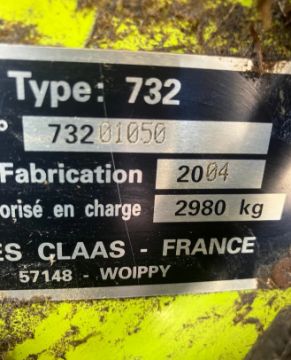 Type: 732
° 73201050
Fabrication 2004
orisé en charge 2980 kg
ES CLAAS - FRANCE
57148 - WOIPPY